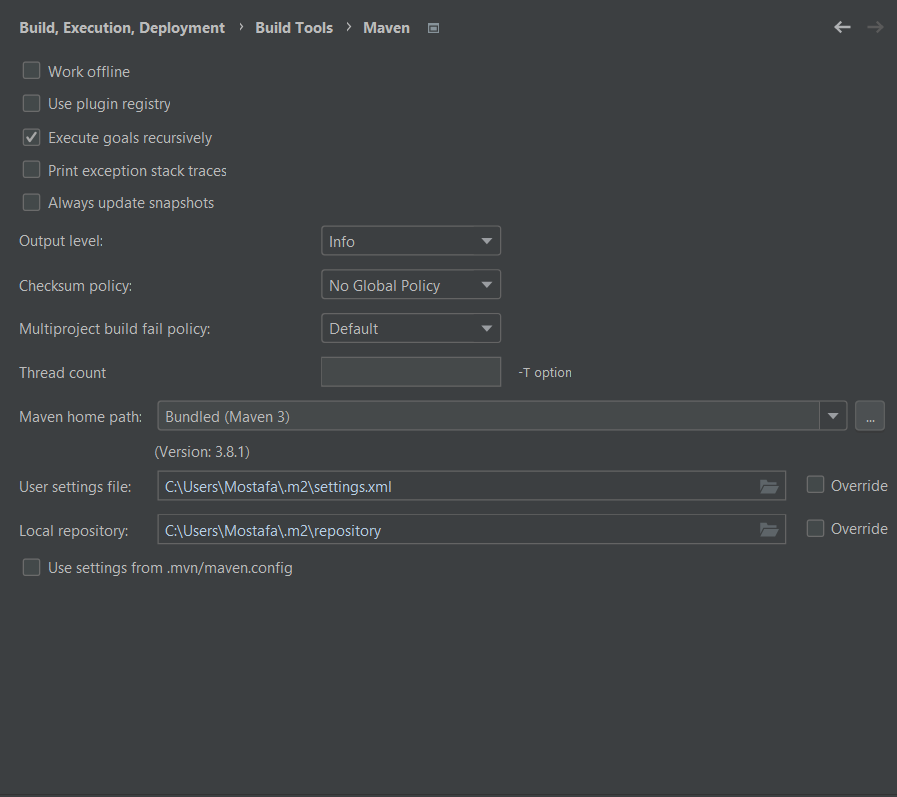 Build, Execution, Deployment › Build Tools › Maven
Work offline
Use plugin registry
Execute goals recursively
Print exception stack traces
Always update snapshots
Output level: Info
Checksum policy: No Global Policy
Multiproject build fail policy: Default
Thread count -T option
Maven home path: Bundled (Maven 3) ...
(Version: 3.8.1)
User settings file: C:\Users\Mostafa\.m2\settings.xml Override
Local repository: C:\Users\Mostafa\.m2\repository Override
Use settings from .mvn/maven.config